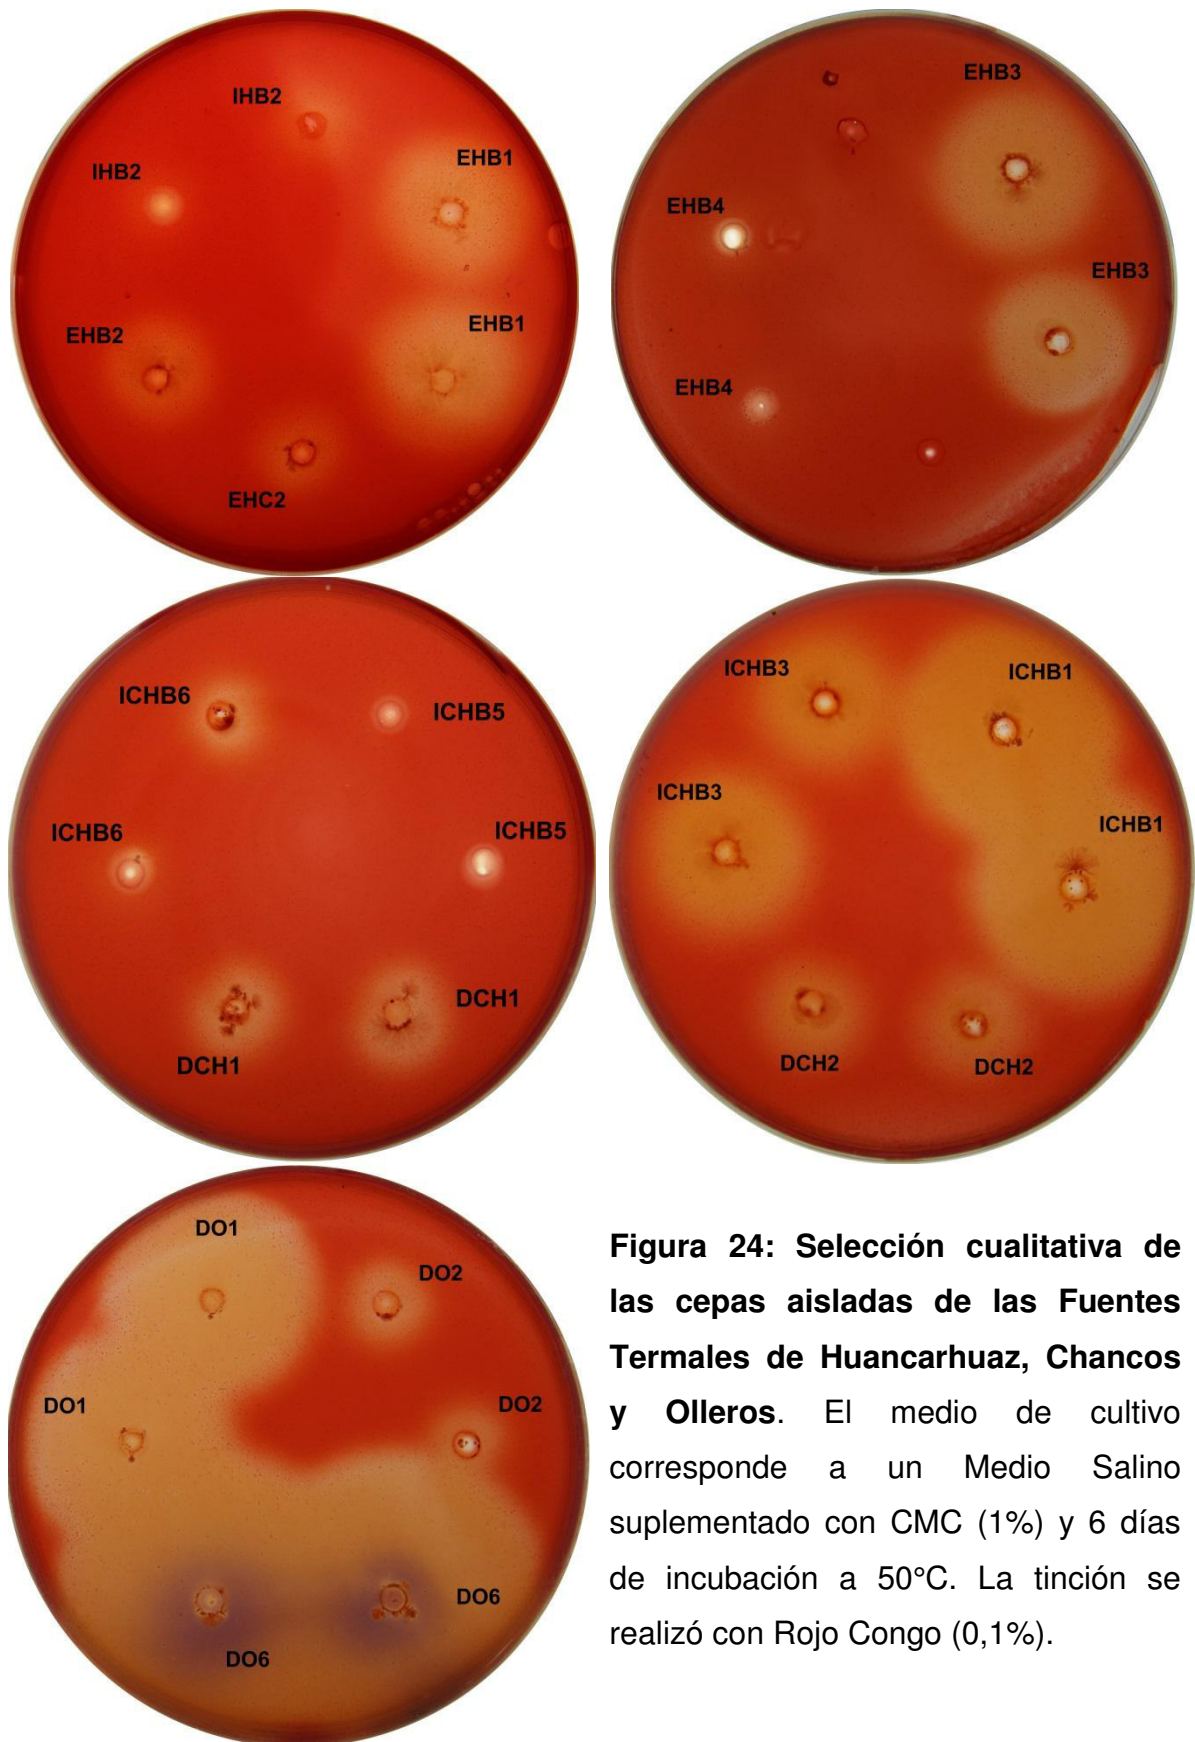 IHB2
IHB2
EHB1
EHB1
EHB2
EHC2
EHB3
EHB4
EHB3
EHB4
ICHB6
ICHB5
ICHB6
ICHB5
DCH1
DCH1
ICHB3
ICHB1
ICHB3
ICHB1
DCH2
DCH2
DO1
DO2
DO1
DO2
DO6
DO6
Figura 24: Selección cualitativa de
las cepas aisladas de las Fuentes
Termales de Huancarhuaz, Chancos
y Olleros. El medio de cultivo
corresponde a un Medio Salino
suplementado con CMC (1%) y 6 días
de incubación a 50°C. La tinción se
realizó con Rojo Congo (0,1%).